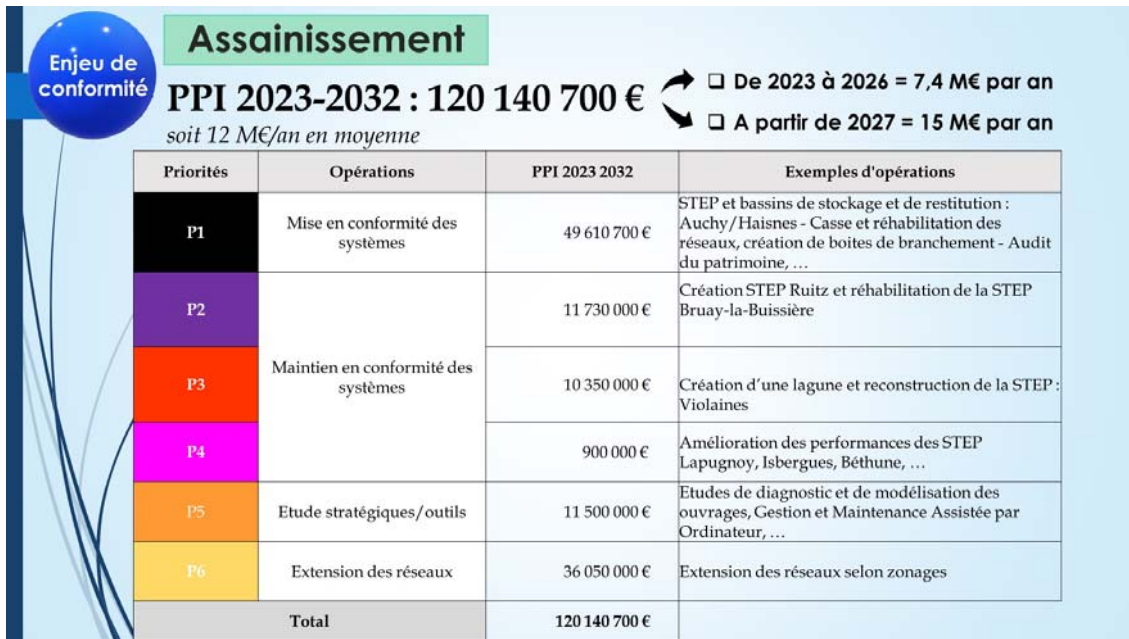 Enjeu de
conformité
Assainissement
PPI 2023-2032 : 120 140 700 €
soit 12 M€/an en moyenne
❑ De 2023 à 2026 = 7,4 M€ par an
❑ A partir de 2027 = 15 M€ par an
Priorités Opérations PPI 2023 2032 Exemples d'opérations
P1
Mise en conformité des
systèmes
49 610 700 €
STEP et bassins de stockage et de restitution :
Auchy/Haisnes - Casse et réhabilitation des
réseaux, création de boites de branchement - Audit
du patrimoine, …
P2
Maintien en conformité des
systèmes
11 730 000 €
Création STEP Ruitz et réhabilitation de la STEP
Bruay-la-Buissière
P3
10 350 000 €
Création d’une lagune et reconstruction de la STEP :
Violaines
P4
900 000 €
Amélioration des performances des STEP
Lapugnoy, Isbergues, Béthune, …
P5
Etude stratégiques/outils
11 500 000 €
Etudes de diagnostic et de modélisation des
ouvrages, Gestion et Maintenance Assistée par
Ordinateur, …
P6
Extension des réseaux
36 050 000 €
Extension des réseaux selon zonages
Total 120 140 700 €